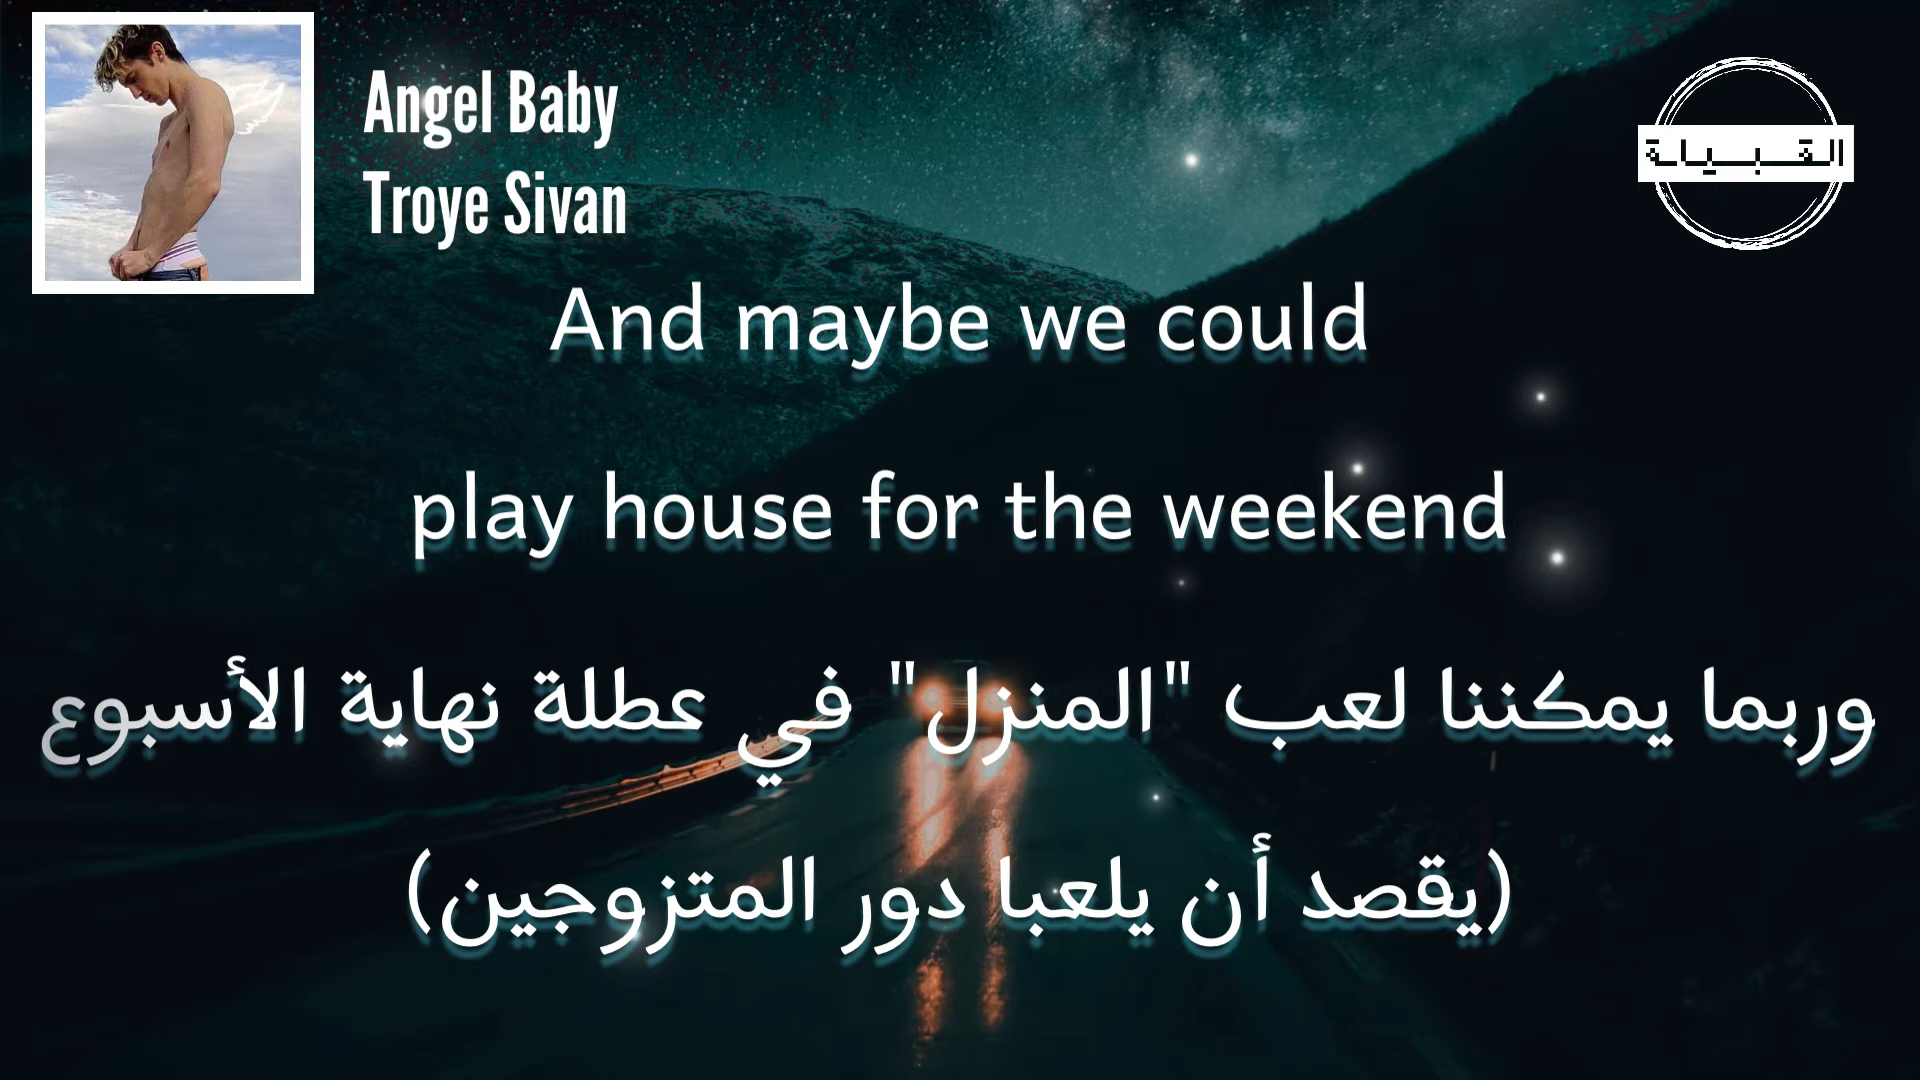 Angel Baby
Troye Sivan
القبيلة
And maybe we could
play house for the weekend
وربما يمكننا لعب "المنزل" في عطلة نهاية الأسبوع
(يقصد أن يلعبا دور المتزوجين)